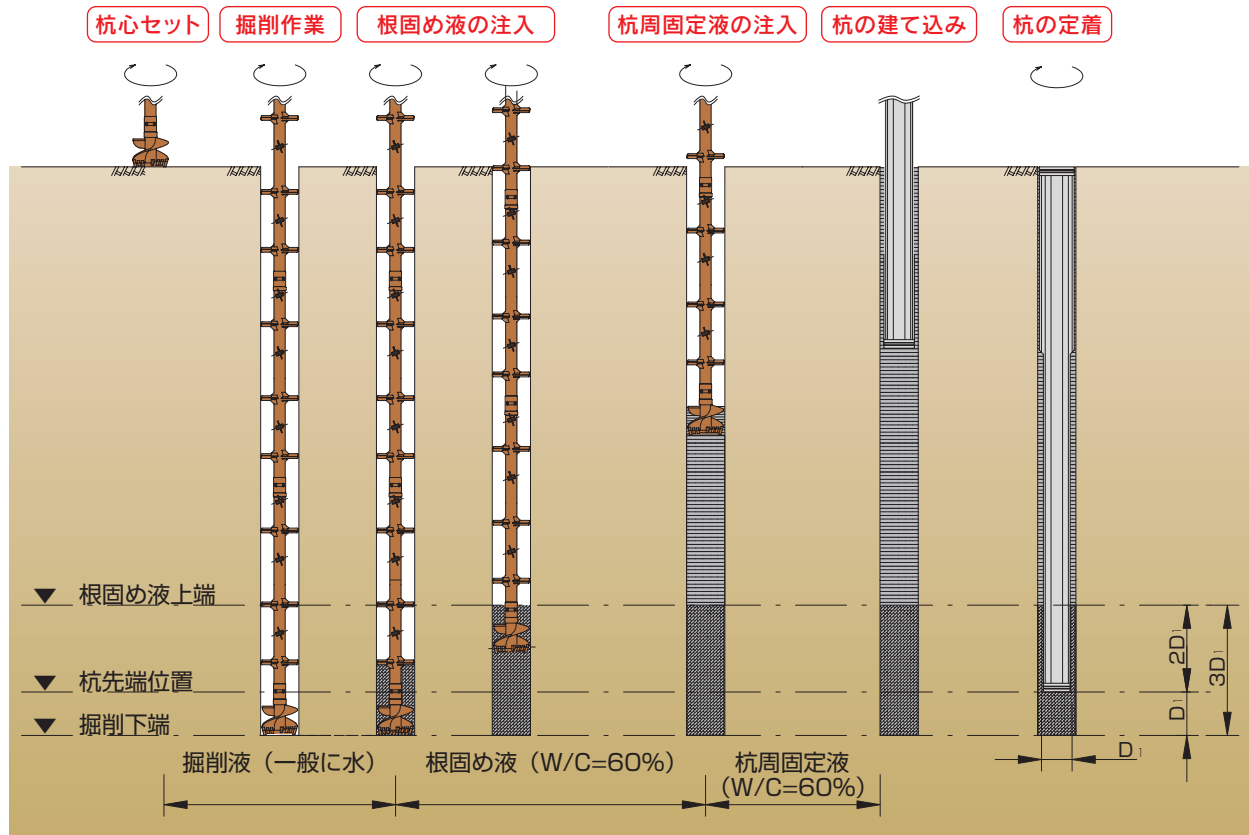 杭心セット
掘削作業
根固め液の注入
杭周固定液の注入
杭の建て込み
杭の定着
▼ 根固め液上端
▼ 杭先端位置
▼ 掘削下端
2D₁
3D₁
D₁
D₁
掘削液（一般に水）
根固め液（W/C=60%）
杭周固定液
（W/C=60%）